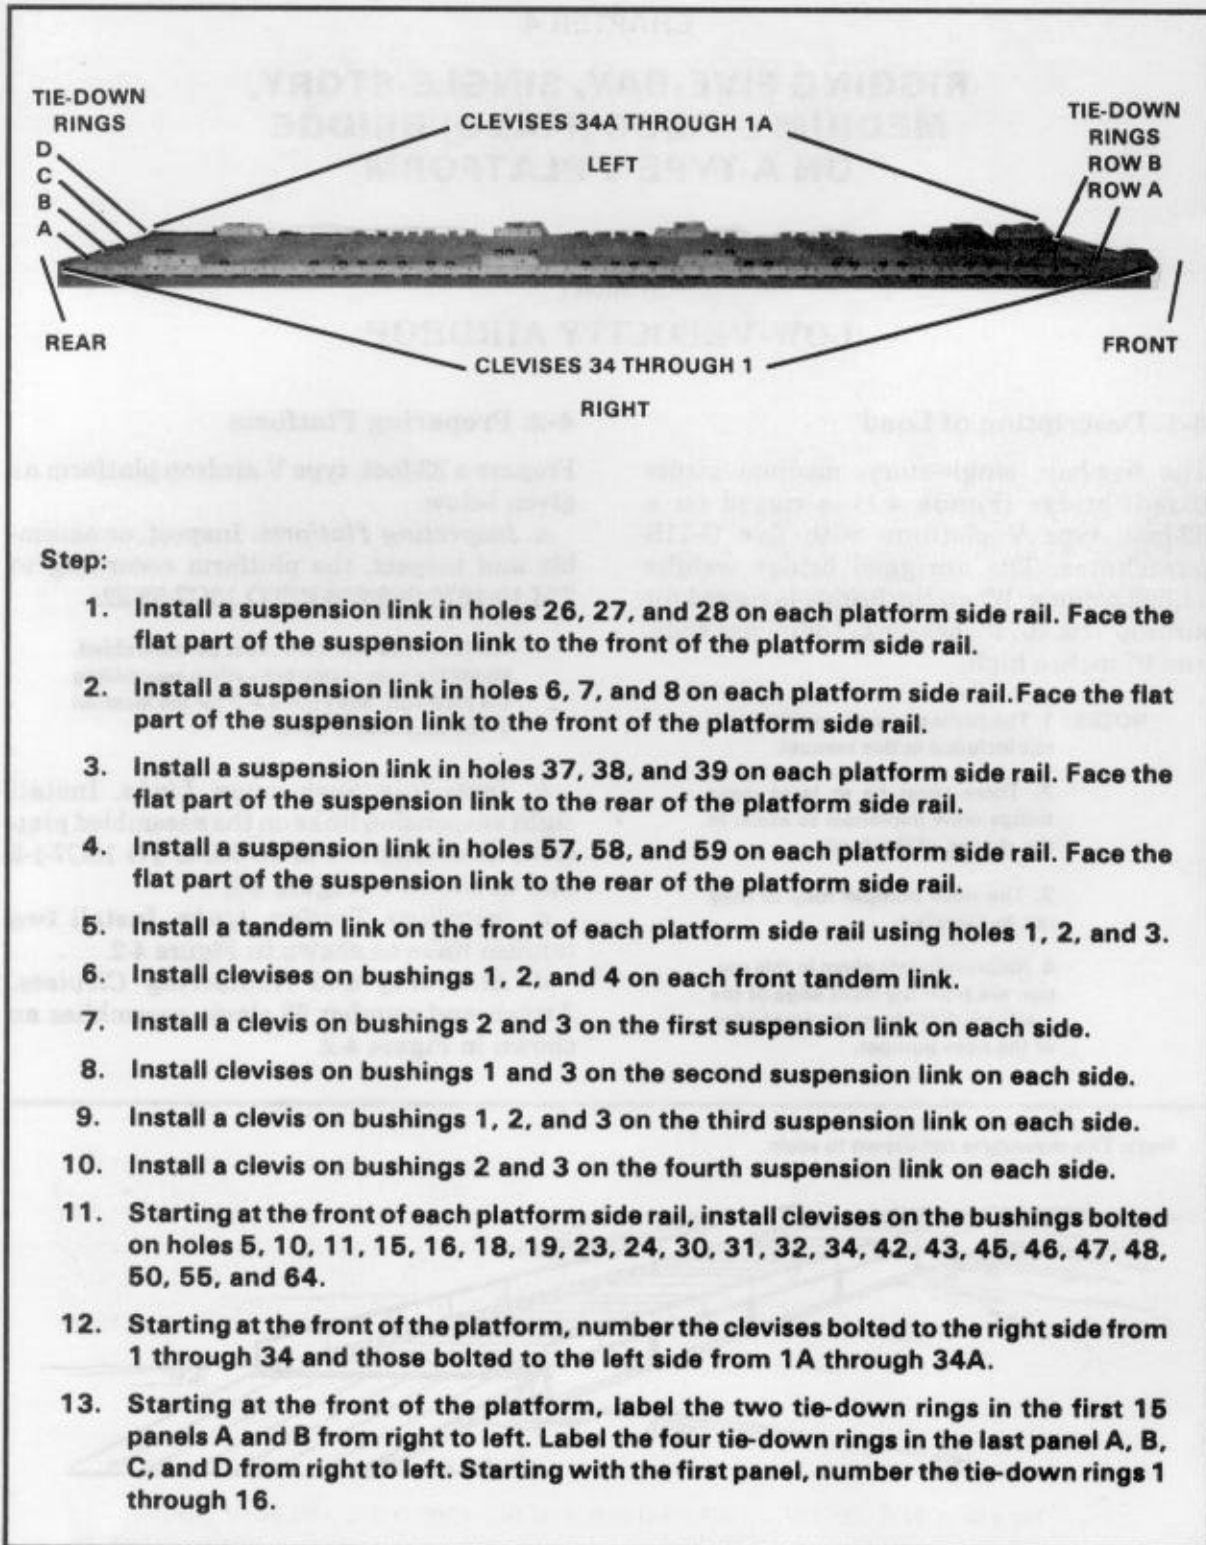 TIE-DOWN
RINGS
D
C
B
A
CLEVISES 34A THROUGH 1A
LEFT
TIE-DOWN
RINGS
ROW B
ROW A
REAR
FRONT
CLEVISES 34 THROUGH 1
RIGHT
Step:
1. Install a suspension link in holes 26, 27, and 28 on each platform side rail. Face the
flat part of the suspension link to the front of the platform side rail.
2. Install a suspension link in holes 6, 7, and 8 on each platform side rail. Face the flat
part of the suspension link to the front of the platform side rail.
3. Install a suspension link in holes 37, 38, and 39 on each platform side rail. Face the
flat part of the suspension link to the rear of the platform side rail.
4. Install a suspension link in holes 57, 58, and 59 on each platform side rail. Face the
flat part of the suspension link to the rear of the platform side rail.
5. Install a tandem link on the front of each platform side rail using holes 1, 2, and 3.
6. Install clevises on bushings 1, 2, and 4 on each front tandem link.
7. Install a clevis on bushings 2 and 3 on the first suspension link on each side.
8. Install clevises on bushings 1 and 3 on the second suspension link on each side.
9. Install a clevis on bushings 1, 2, and 3 on the third suspension link on each side.
10. Install a clevis on bushings 2 and 3 on the fourth suspension link on each side.
11. Starting at the front of each platform side rail, install clevises on the bushings bolted
on holes 5, 10, 11, 15, 16, 18, 19, 23, 24, 30, 31, 32, 34, 42, 43, 45, 46, 47, 48,
50, 55, and 64.
12. Starting at the front of the platform, number the clevises bolted to the right side from
1 through 34 and those bolted to the left side from 1A through 34A.
13. Starting at the front of the platform, label the two tie-down rings in the first 15
panels A and B from right to left. Label the four tie-down rings in the last panel A, B,
C, and D from right to left. Starting with the first panel, number the tie-down rings 1
through 16.